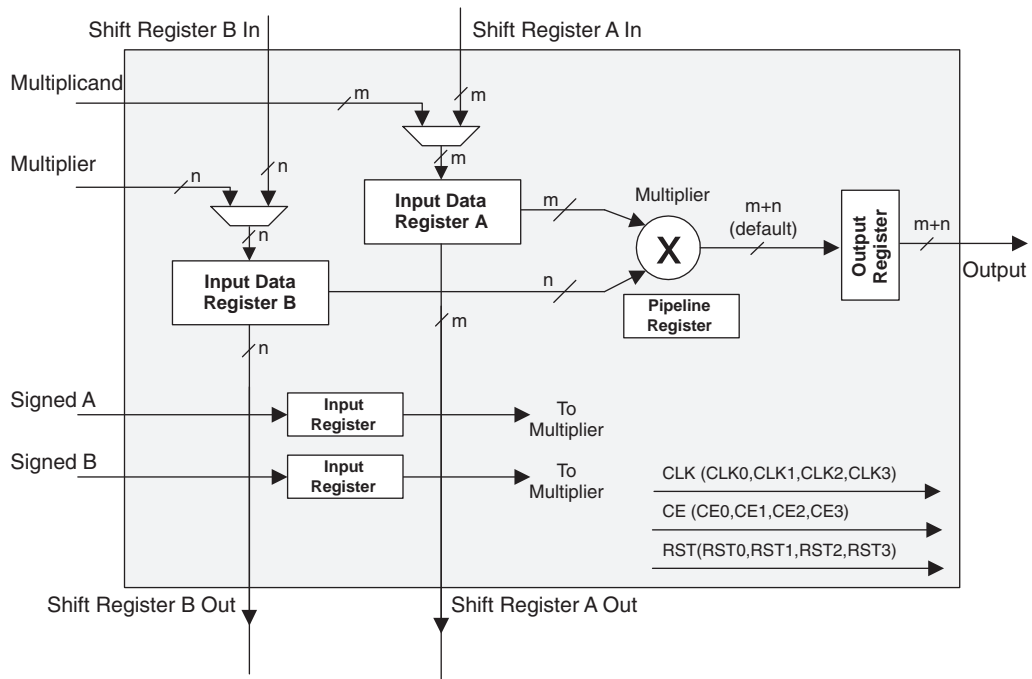 Shift Register B In
Shift Register A In
Multiplicand
m
m
Multiplier
n
n
m
Input Data
Register A
m
Multiplier
X
m+n
(default)
Output
Register
m+n
Output
n
Input Data
Register B
n
Pipeline
Register
m
n
Signed A
Input
Register
To
Multiplier
Signed B
Input
Register
To
Multiplier
CLK (CLK0,CLK1,CLK2,CLK3)
CE (CE0,CE1,CE2,CE3)
RST(RST0,RST1,RST2,RST3)
Shift Register B Out
Shift Register A Out